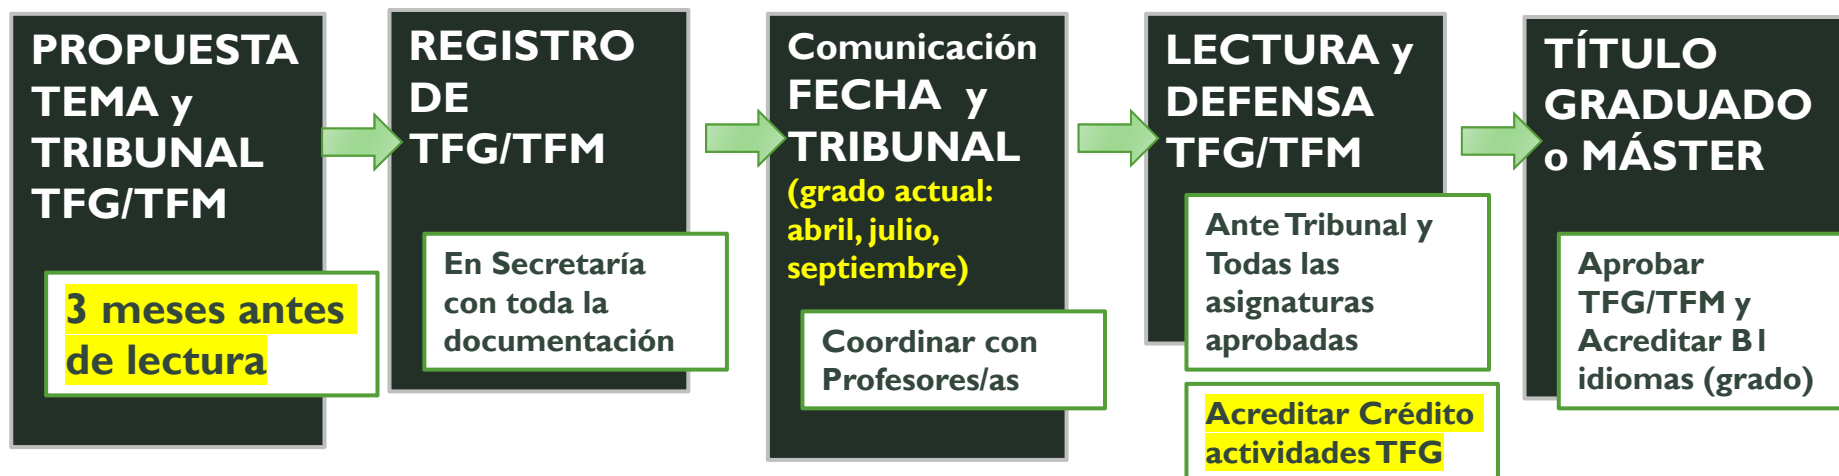 PROPUESTA
TEMA y
TRIBUNAL
TFG/TFM
3 meses antes
de lectura
REGISTRO
DE
TFG/TFM
En Secretaría
con toda la
documentación
Comunicación
FECHA y
TRIBUNAL
(grado actual:
abril, julio,
septiembre)
Coordinar con
Profesores/as
LECTURA y
DEFENSA
TFG/TFM
Ante Tribunal y
Todas las
asignaturas
aprobadas
Acreditar Crédito
actividades TFG
TÍTULO
GRADUADO
o MÁSTER
Aprobar
TFG/TFM y
Acreditar B1
idiomas (grado)